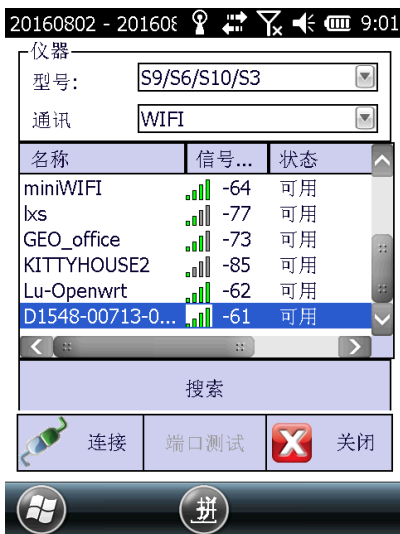 20160802 - 201608 9:01
仪器
型号: S9/S6/S10/S3
通讯 WIFI
名称 信号... 状态
miniWIFI -64 可用
lxs -77 可用
GEO_office -73 可用
KITTYHOUSE2 -85 可用
Lu-Openwrt -62 可用
D1548-00713-0... -61 可用
搜索
连接 端口测试 关闭
拼